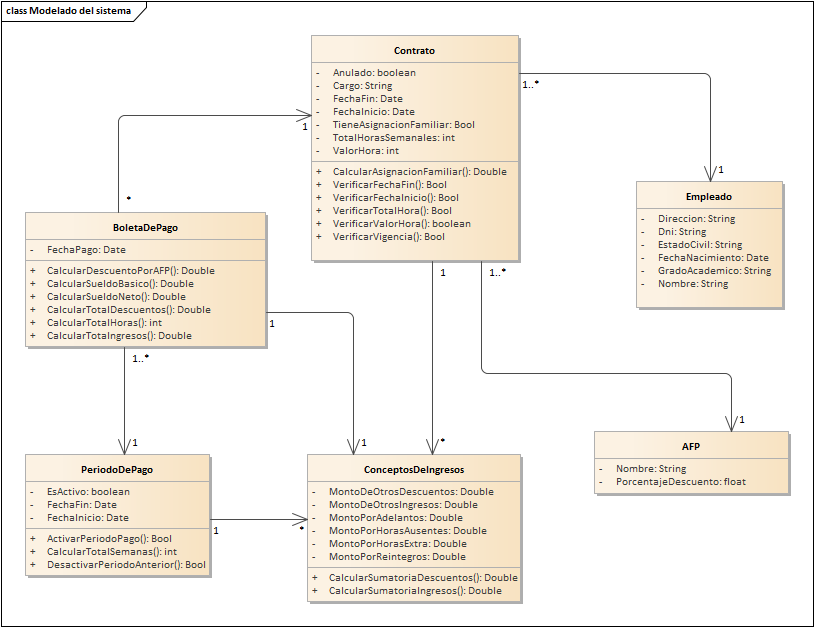 class Modelado del sistema
Contrato
- Anulado: boolean
- Cargo: String
- FechaFin: Date
- FechaInicio: Date
- TieneAsignacionFamiliar: Bool
- TotalHorasSemanales: int
- ValorHora: int
+ CalcularAsignacionFamiliar(): Double
+ VerificarFechaFin(): Bool
+ VerificarFechaInicio(): Bool
+ VerificarTotalHora(): Bool
+ VerificarValorHora(): boolean
+ VerificarVigencia(): Bool
1..*
1
1
*
Empleado
- Direccion: String
- Dni: String
- EstadoCivil: String
- FechaNacimiento: Date
- GradoAcademico: String
- Nombre: String
BoletaDePago
- FechaPago: Date
+ CalcularDescuentoPorAFP(): Double
+ CalcularSueldoBasico(): Double
+ CalcularSueldoNeto(): Double
+ CalcularTotalDescuentos(): Double
+ CalcularTotalHoras(): int
+ CalcularTotaIngresos(): Double
1
1..*
1
1..*
1
1
*
1
AFP
- Nombre: String
- PorcentajeDescuento: float
PeriodoDePago
- EsActivo: boolean
- FechaFin: Date
- FechaInicio: Date
+ ActivarPeriodoPago(): Bool
+ CalcularTotalSemanas(): int
+ DesactivarPeriodoAnterior(): Bool
1
*
ConceptosDeIngresos
- MontoDeOtrosDescuentos: Double
- MontoDeOtrosIngresos: Double
- MontoPorAdelantos: Double
- MontoPorHorasAusentes: Double
- MontoPorHorasExtra: Double
- MontoPorReintegros: Double
+ CalcularSumatoriaDescuentos(): Double
+ CalcularSumatoriaIngresos(): Double